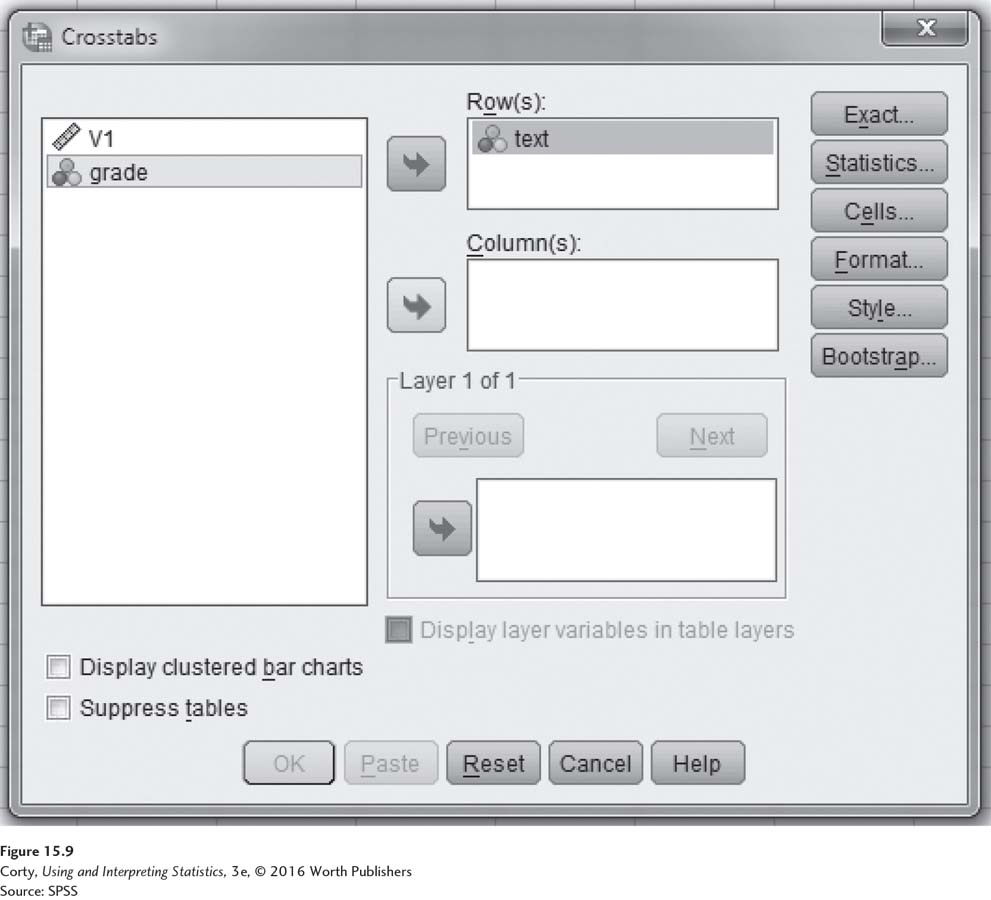 Crosstabs
V1
grade
Row(s):
text
Column(s):
Layer 1 of 1
Previous
Next
Display layer variables in table layers
Exact...
Statistics...
Cells...
Format...
Style...
Bootstrap...
Display clustered bar charts
Suppress tables
OK
Paste
Reset
Cancel
Help
Figure 15.9
Corty, Using and Interpreting Statistics, 3e, © 2016 Worth Publishers
Source: SPSS